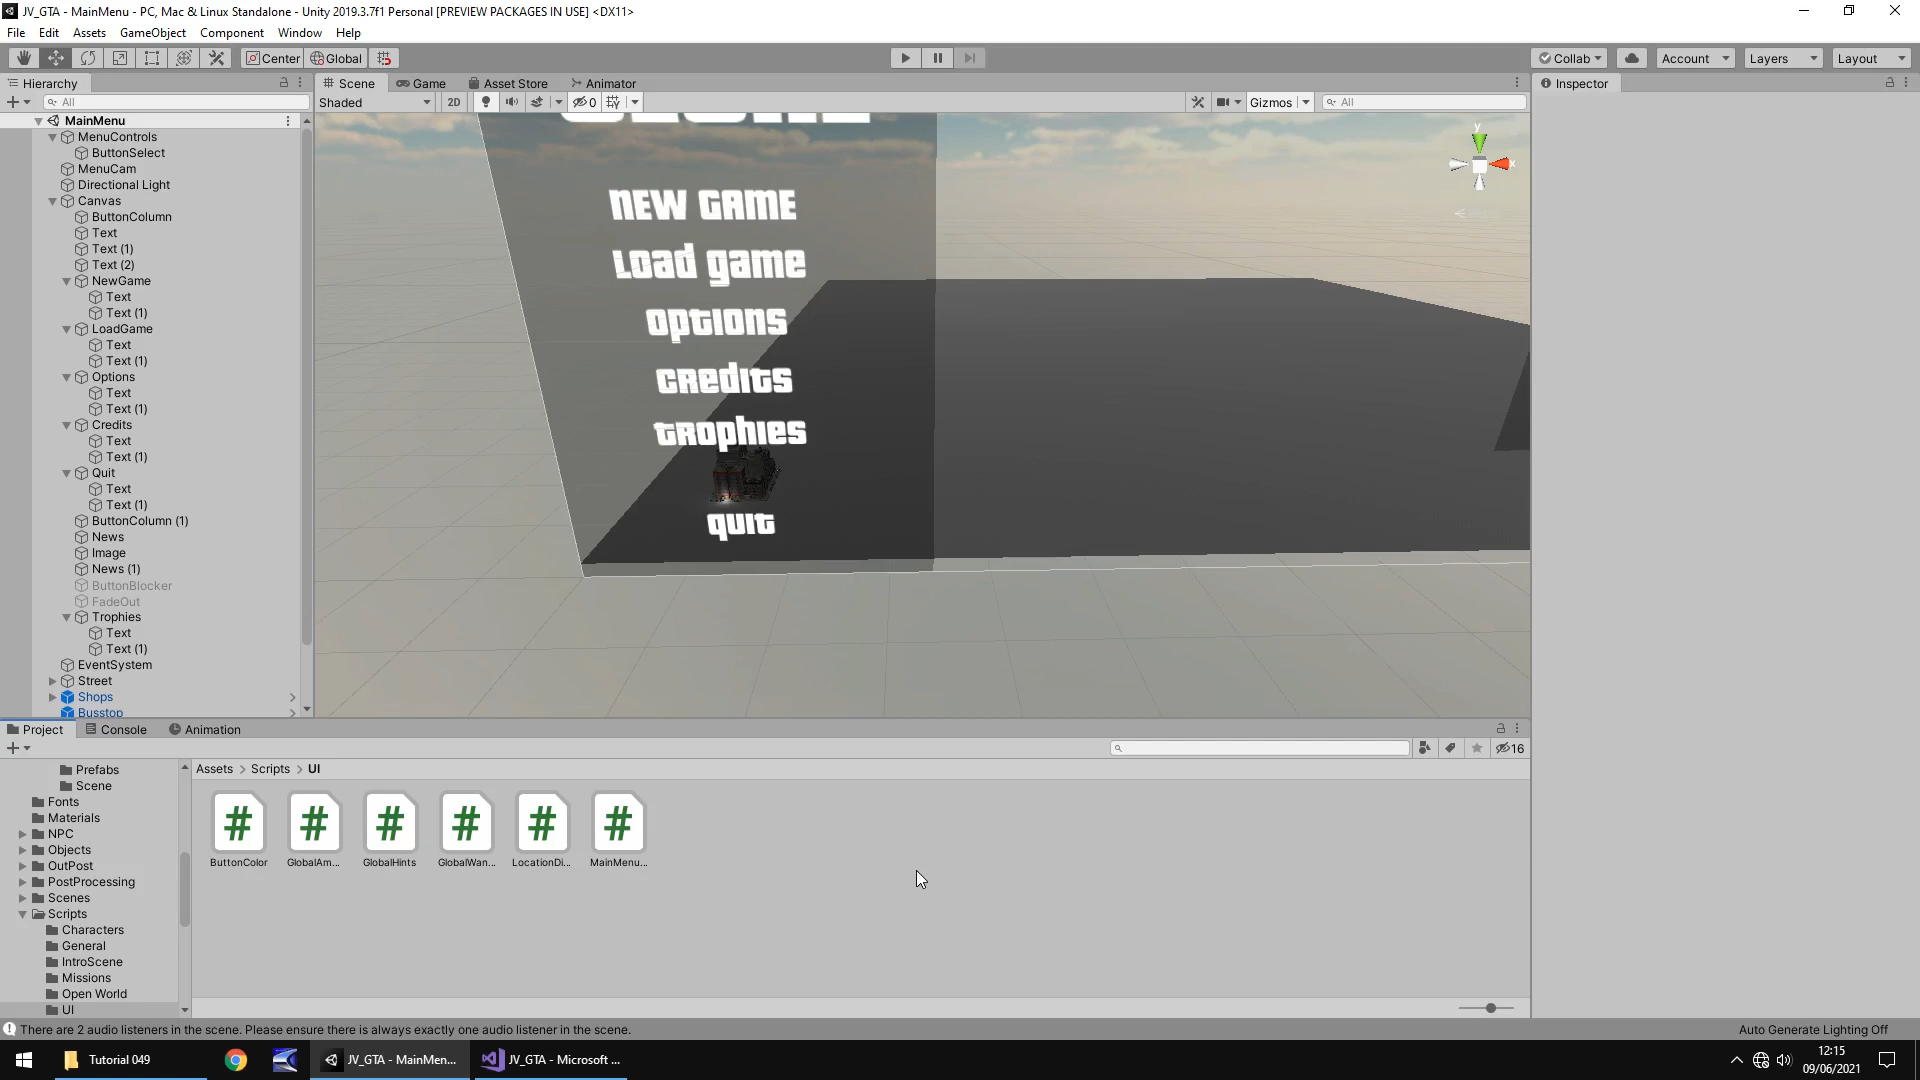 JV_GTA - MainMenu - PC, Mac & Linux Standalone - Unity 2019.3.7f1 Personal [PREVIEW PACKAGES IN USE] <DX11>
File Edit Assets GameObject Component Window Help
Center Global Collab Account Layers Layout
Hierarchy
All
MainMenu
MenuControls
ButtonSelect
MenuCam
Directional Light
Canvas
ButtonColumn
Text
Text (1)
Text (2)
NewGame
Text
Text (1)
LoadGame
Text
Text (1)
Options
Text
Text (1)
Credits
Text
Text (1)
Quit
Text
Text (1)
ButtonColumn (1)
News
Image
News (1)
ButtonBlocker
FadeOut
Trophies
Text
Text (1)
EventSystem
Street
Shops
Busstop
Scene Game Asset Store Animator
Shaded 2D 0 Gizmos All
y
x
NEW GAME
Load game
options
credits
trophies
quit
Inspector
Project Console Animation
16
Prefabs
Scene
Fonts
Materials
NPC
Objects
OutPost
PostProcessing
Scenes
Scripts
Characters
General
IntroScene
Missions
Open World
UI
Assets > Scripts > UI
# # # # # #
ButtonColor GlobalAm... GlobalHints GlobalWan... LocationDi... MainMenu...
There are 2 audio listeners in the scene. Please ensure there is always exactly one audio listener in the scene.
Auto Generate Lighting Off
Tutorial 049 JV_GTA - MainMen... JV_GTA - Microsoft ...
12:15
09/06/2021